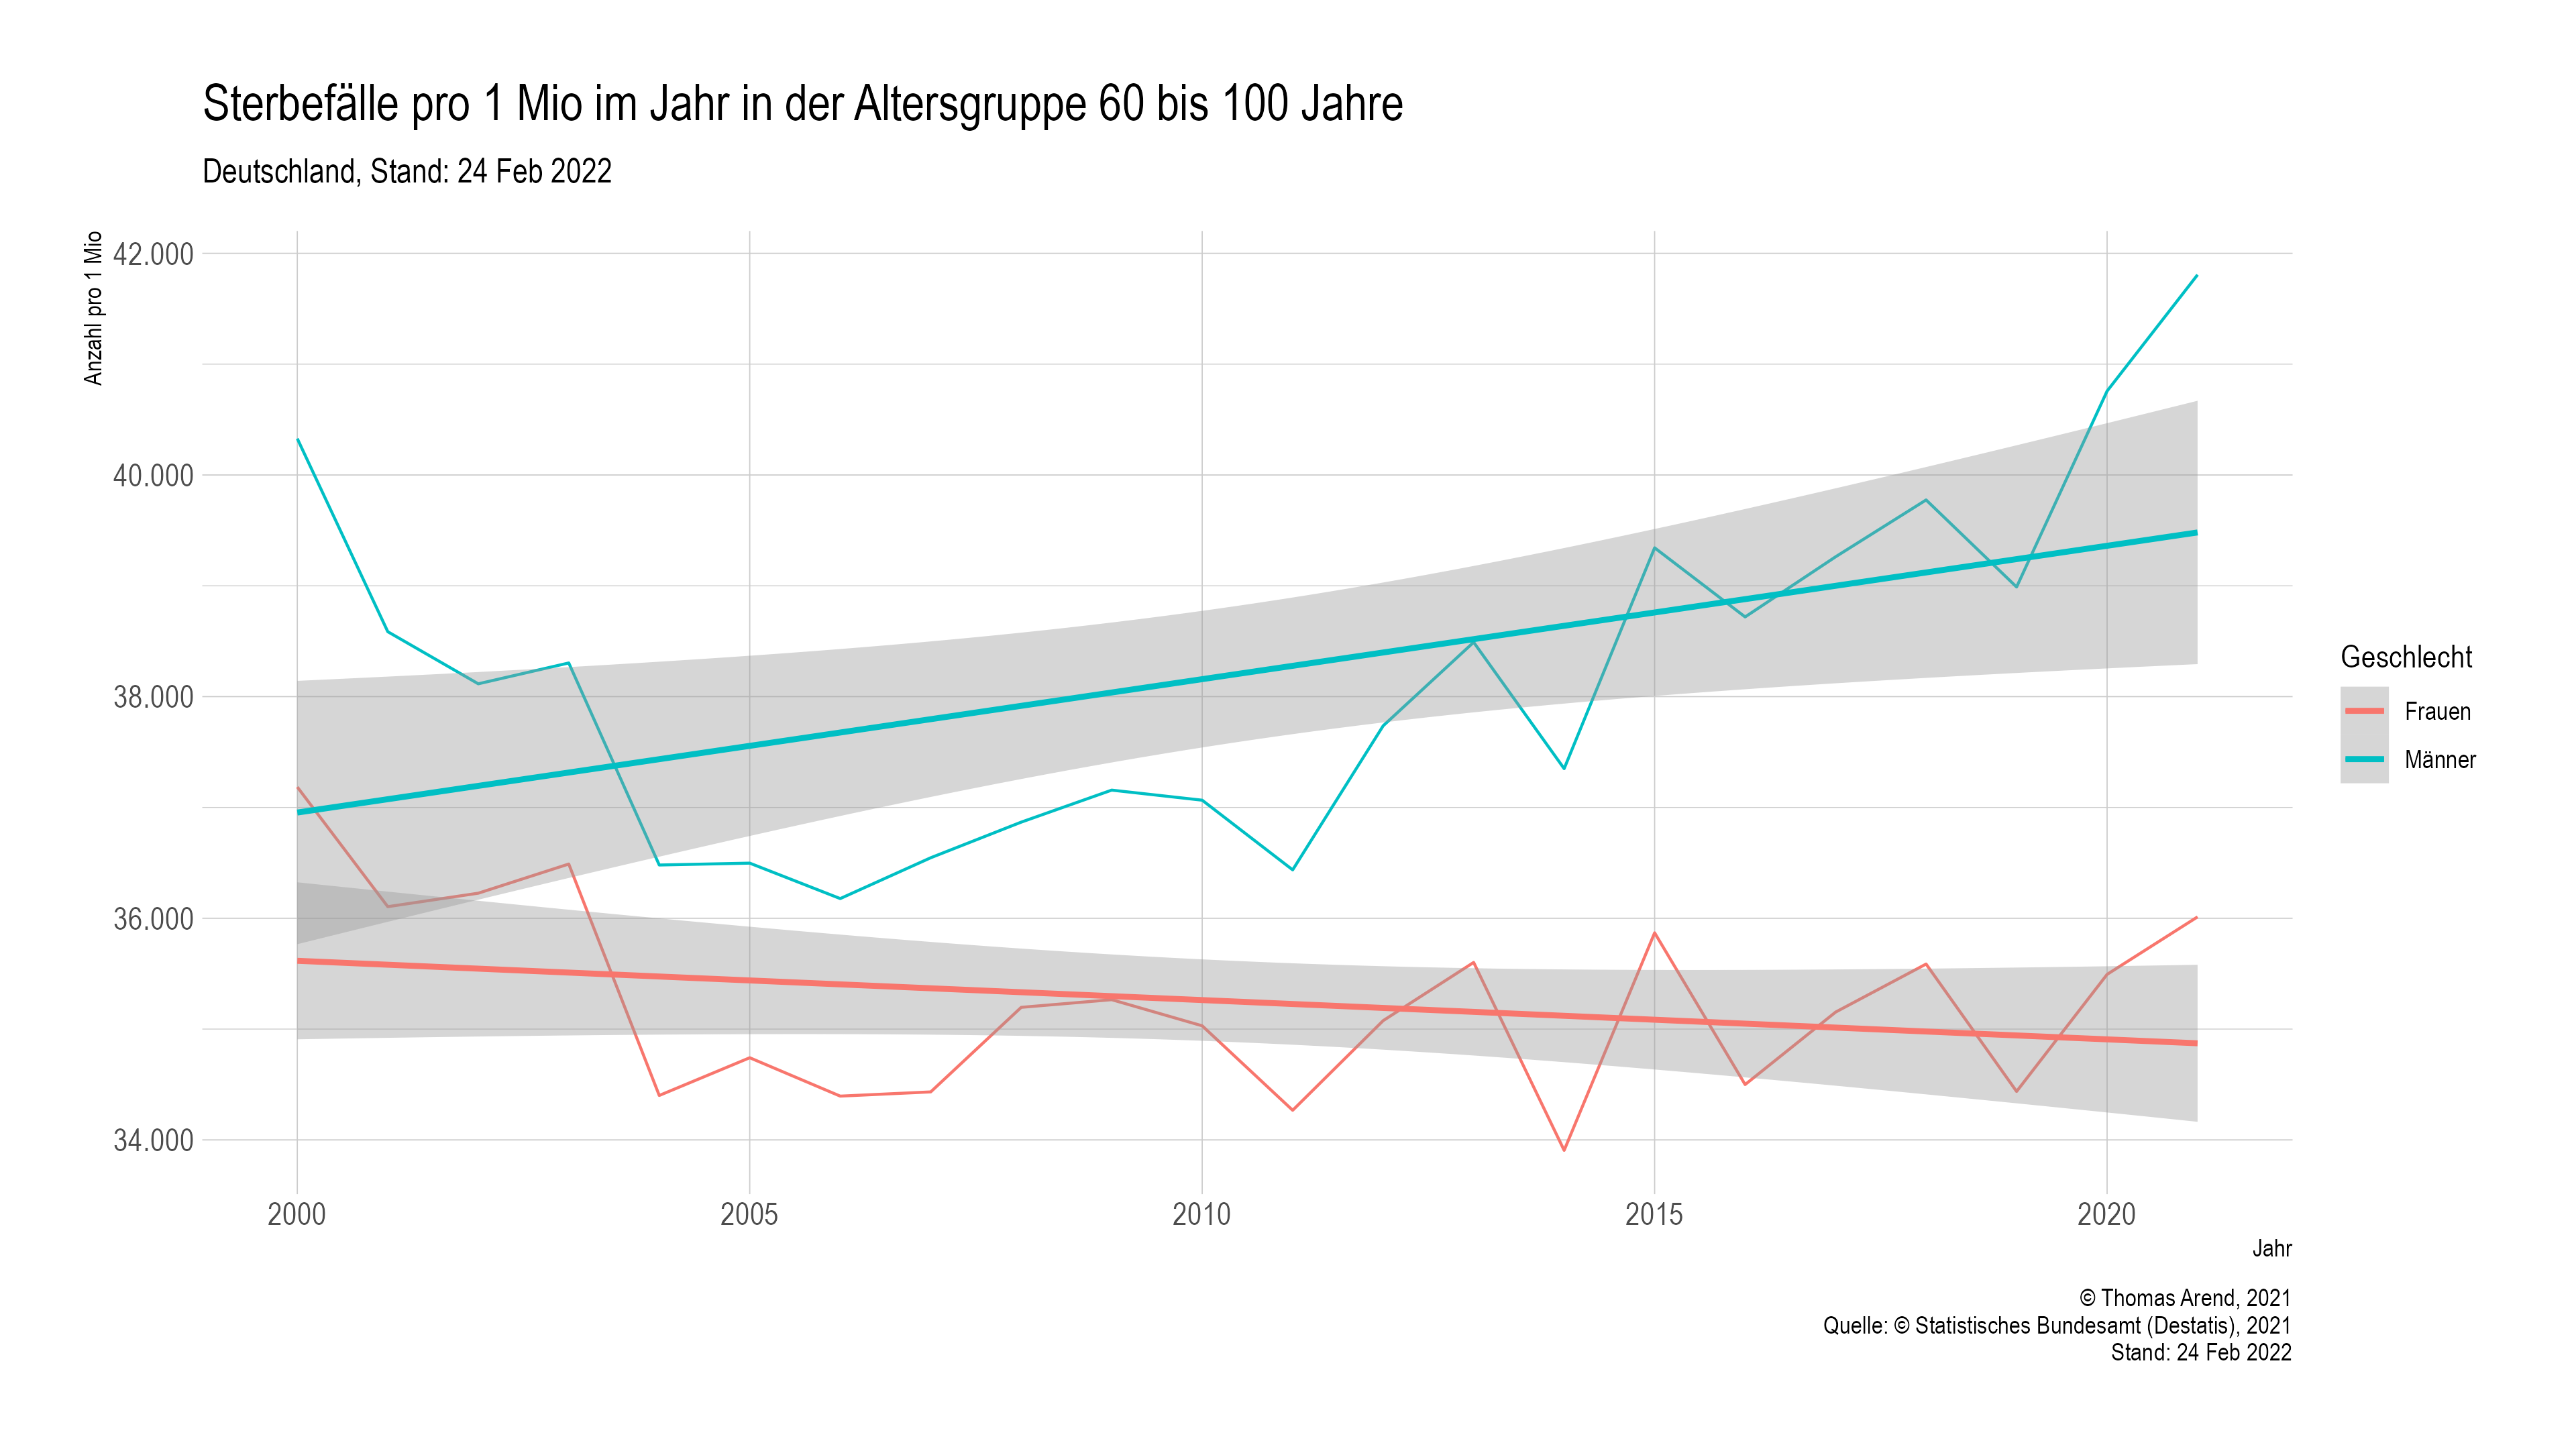 Sterbefälle pro 1 Mio im Jahr in der Altersgruppe 60 bis 100 Jahre
Deutschland, Stand: 24 Feb 2022
Anzahl pro 1 Mio
42.000
40.000
38.000
36.000
34.000
2000
2005
2010
2015
2020
Jahr
Geschlecht
Frauen
Männer
© Thomas Arend, 2021
Quelle: © Statistisches Bundesamt (Destatis), 2021
Stand: 24 Feb 2022